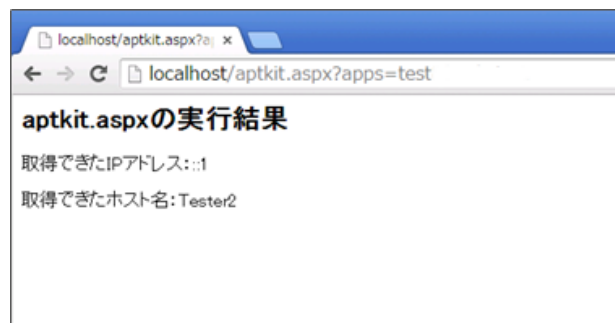 localhost/aptkit.aspx?a
localhost/aptkit.aspx?apps=test
aptkit.aspxの実行結果
取得できたIPアドレス：::1
取得できたホスト名：Tester2